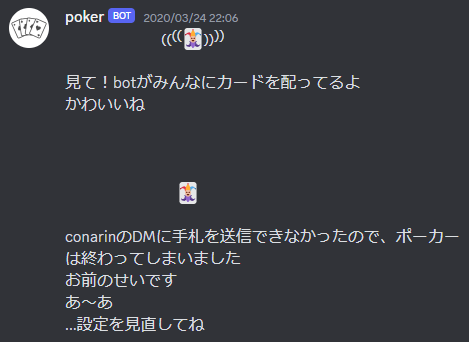 poker BOT 2020/03/24 22:06
((((🃏))))
見て!botがみんなにカードを配ってるよ
かわいいね
🃏
conarinのDMに手札を送信できなかったので、ポーカー
は終わってしまいました
お前のせいです
あ～あ
...設定を見直してね